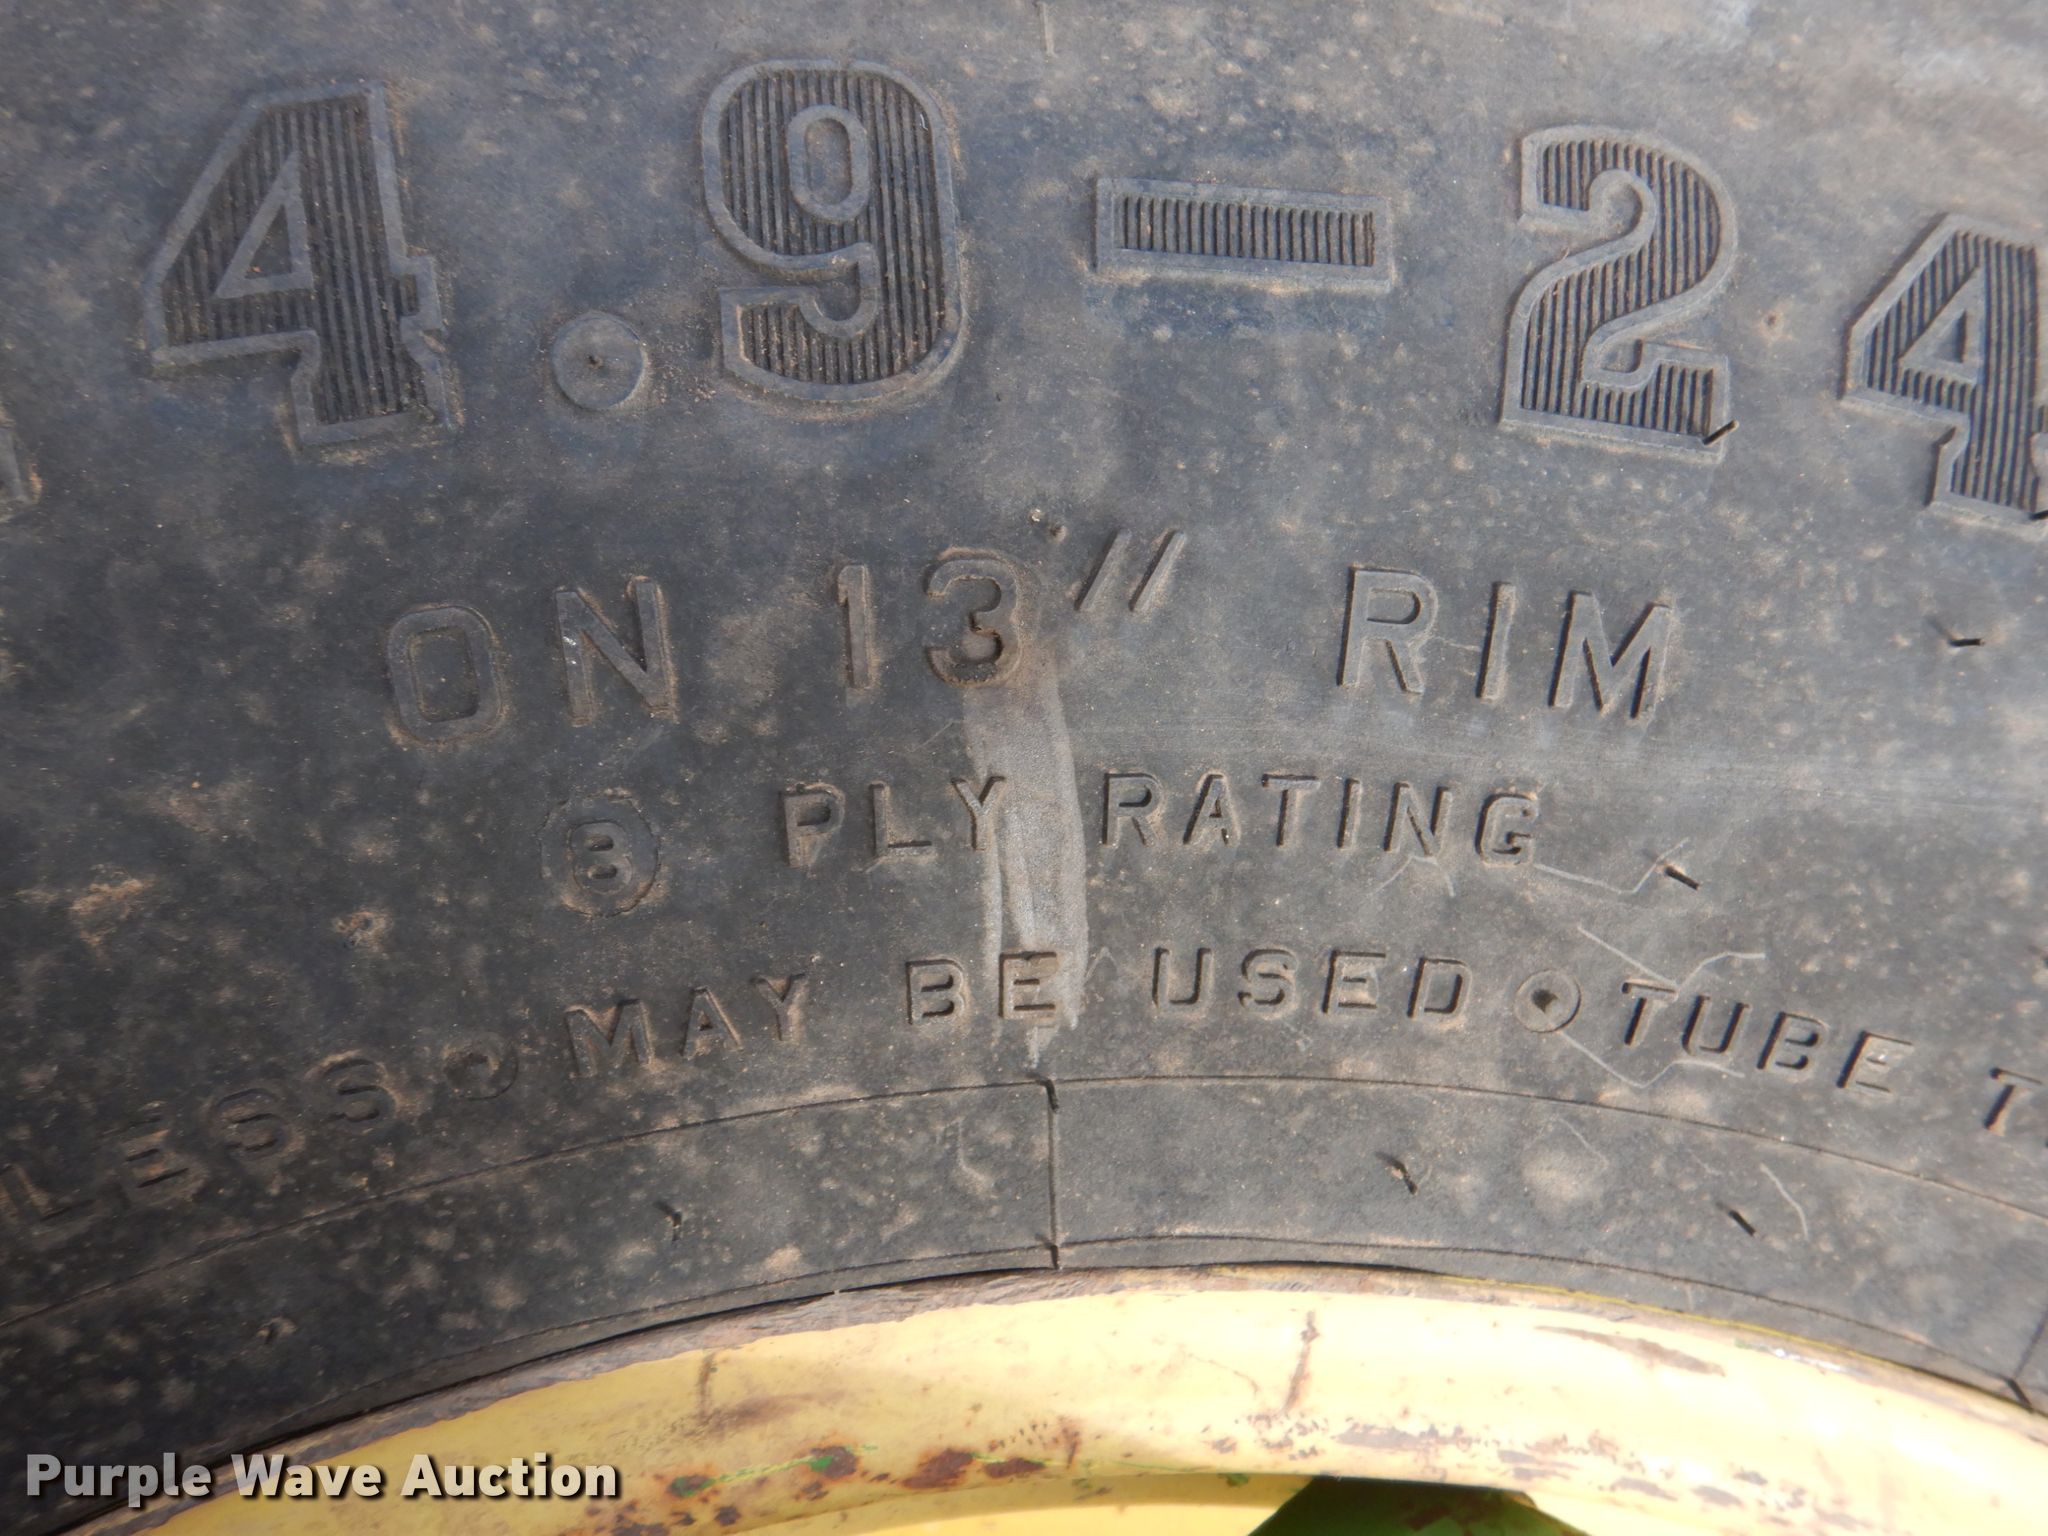 4.9-24
ON 13" RIM
8 PLY RATING
LESS • MAY BE USED • TUBE T
Purple Wave Auction